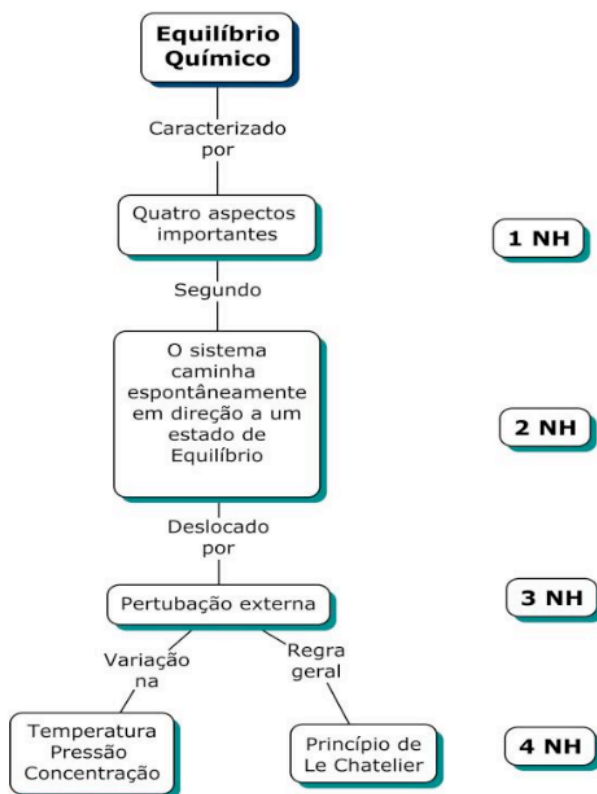 Equilíbrio
Químico
Caracterizado
por
Quatro aspectos
importantes
1 NH
Segundo
O sistema
caminha
espontâneamente
em direção a um
estado de
Equilíbrio
2 NH
Deslocado
por
Pertubação externa
3 NH
Variação
na
Regra
geral
Temperatura
Pressão
Concentração
Princípio de
Le Chatelier
4 NH